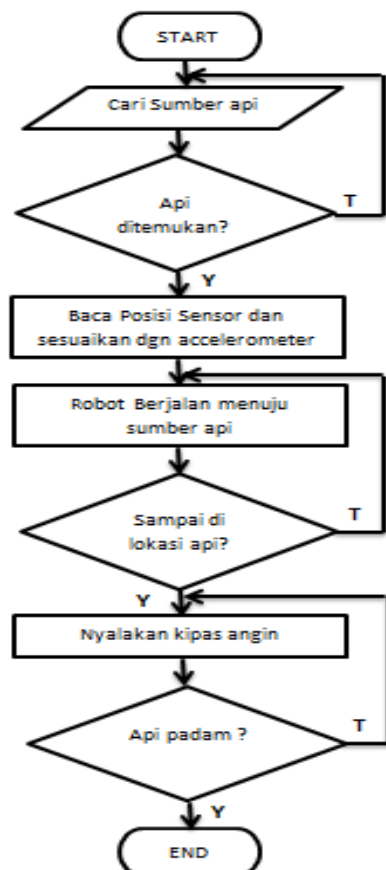 START
Cari Sumber api
Api
ditemukan?
T
Y
Baca Posisi Sensor dan
sesuaikan dgn accelerometer
Robot Berjalan menuju
sumber api
Sampai di
lokasi api?
T
Y
Nyalakan kipas angin
Api padam ?
T
Y
END